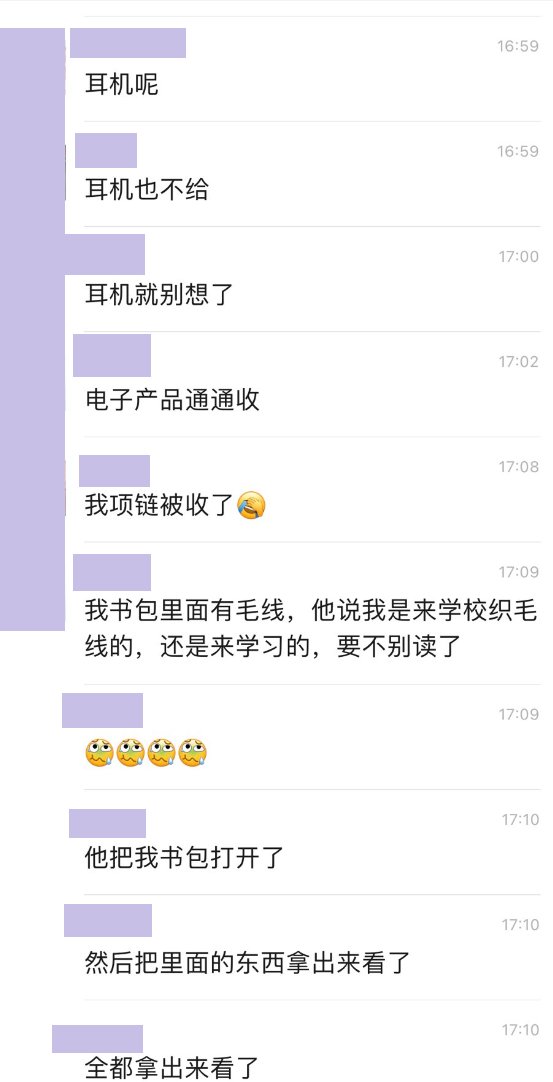 16:59
耳机呢
16:59
耳机也不给
17:00
耳机就别想了
17:02
电子产品通通收
17:08
我项链被收了🤦
17:09
我书包里面有毛线，他说我是来学校织毛
线的，还是来学习的，要不别读了
17:09
17:10
他把我书包打开了
17:10
然后把里面的东西拿出来看了
17:10
全都拿出来看了